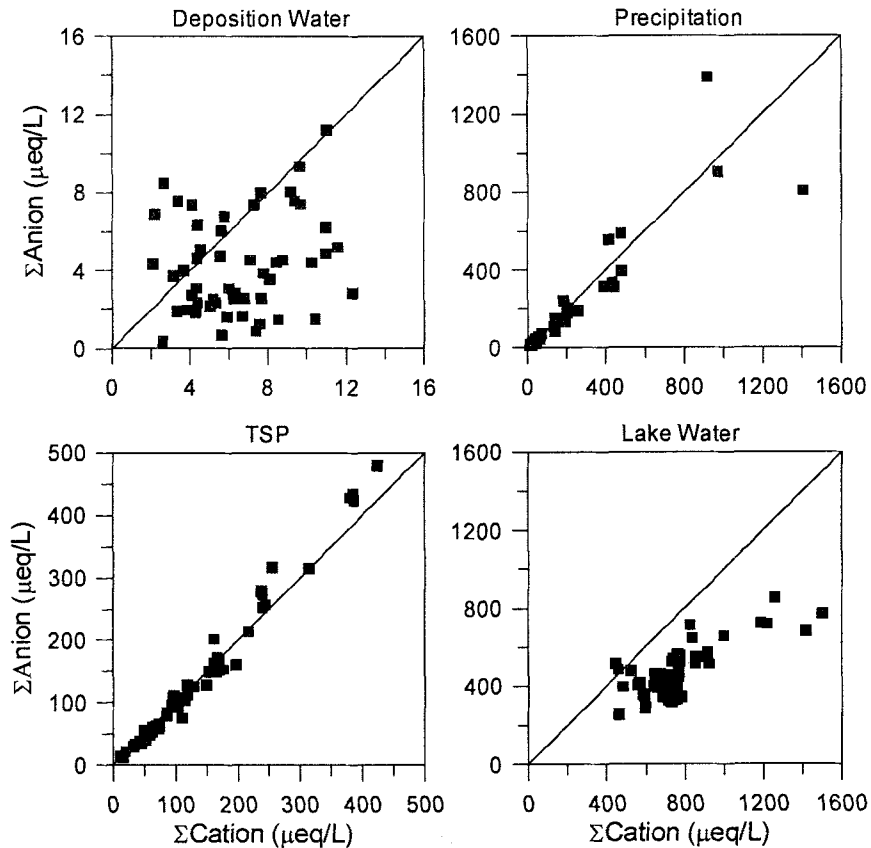 Deposition Water
Precipitation
16
12
8
4
0
ΣAnion (μeq/L)
0 4 8 12 16
1600
1200
800
400
0
0 400 800 1200 1600
TSP
Lake Water
500
400
300
200
100
0
ΣAnion (μeq/L)
0 100 200 300 400 500
ΣCation (μeq/L)
1600
1400
1200
800
400
0
0 400 800 1200 1600
ΣCation (μeq/L)